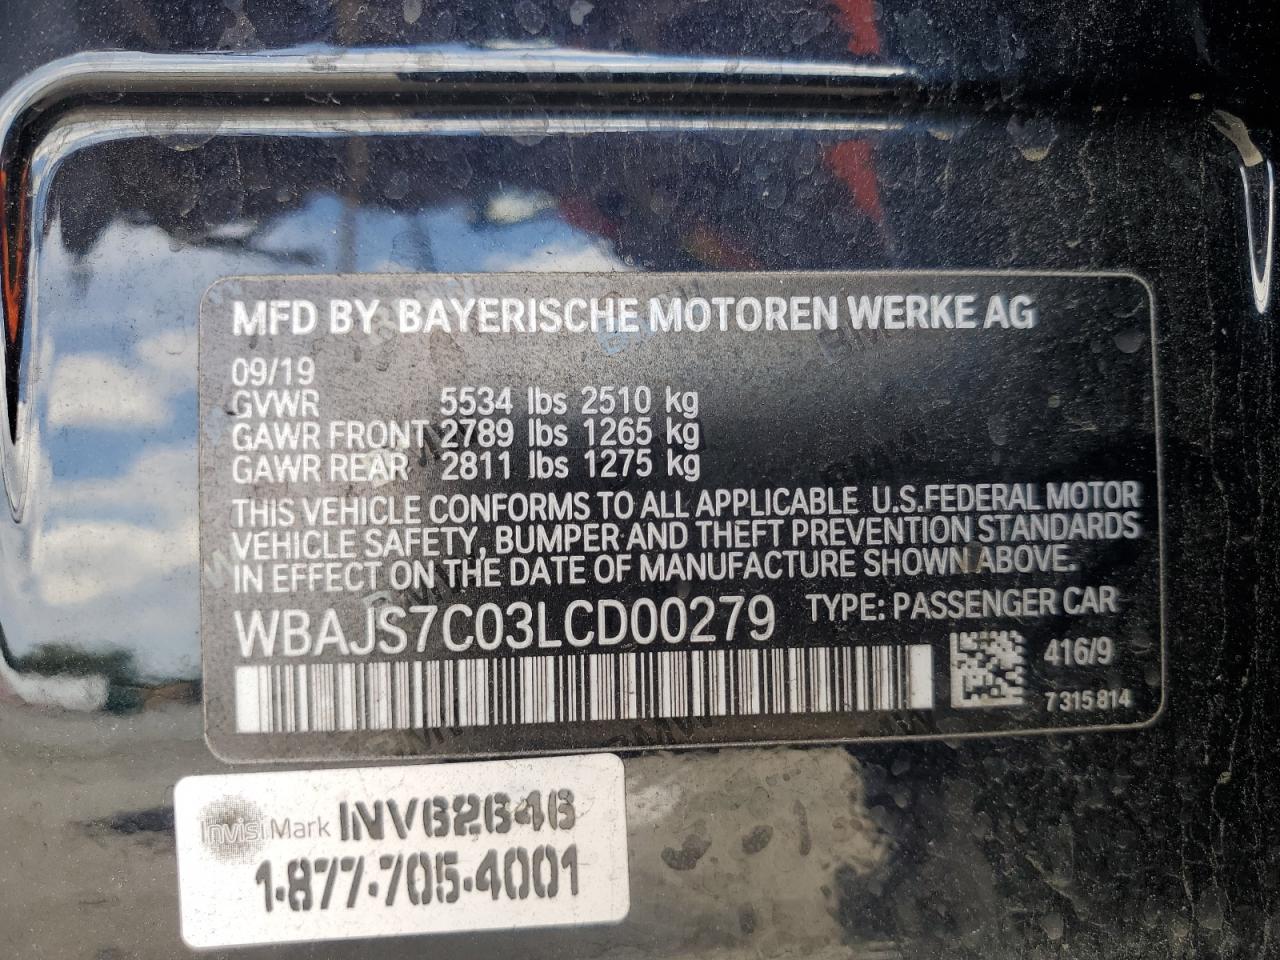 MFD BY BAYERISCHE MOTOREN WERKE AG
09/19
GVWR 5534 lbs 2510 kg
GAWR FRONT 2789 lbs 1265 kg
GAWR REAR 2811 lbs 1275 kg
THIS VEHICLE CONFORMS TO ALL APPLICABLE U.S.FEDERAL MOTOR
VEHICLE SAFETY, BUMPER AND THEFT PREVENTION STANDARDS
IN EFFECT ON THE DATE OF MANUFACTURE SHOWN ABOVE.
WBAJS7C03LCD00279 TYPE: PASSENGER CAR
416/9
7 315 814
InvisiMark INV62646
1-877-705-4001